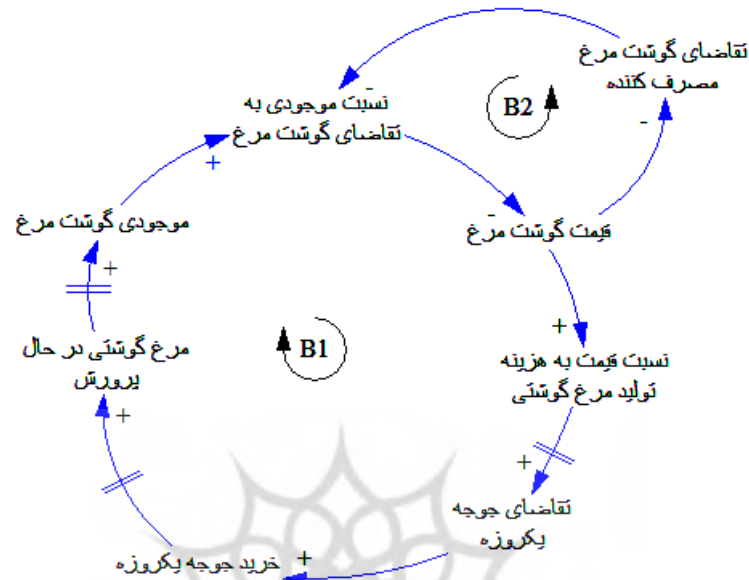 تقاضای گوشت مرغ
مصرف کننده
-
B2
-
نسبت موجودی به
تقاضای گوشت مرغ
+
-
قیمت گوشت مرغ
موجودی گوشت مرغ
+
B1
+
نسبت قیمت به هزینه
تولید مرغ گوشتی
مرغ گوشتی در حال
پرورش
+
+
تقاضای جوجه
یکروزه
+
خرید جوجه یکروزه